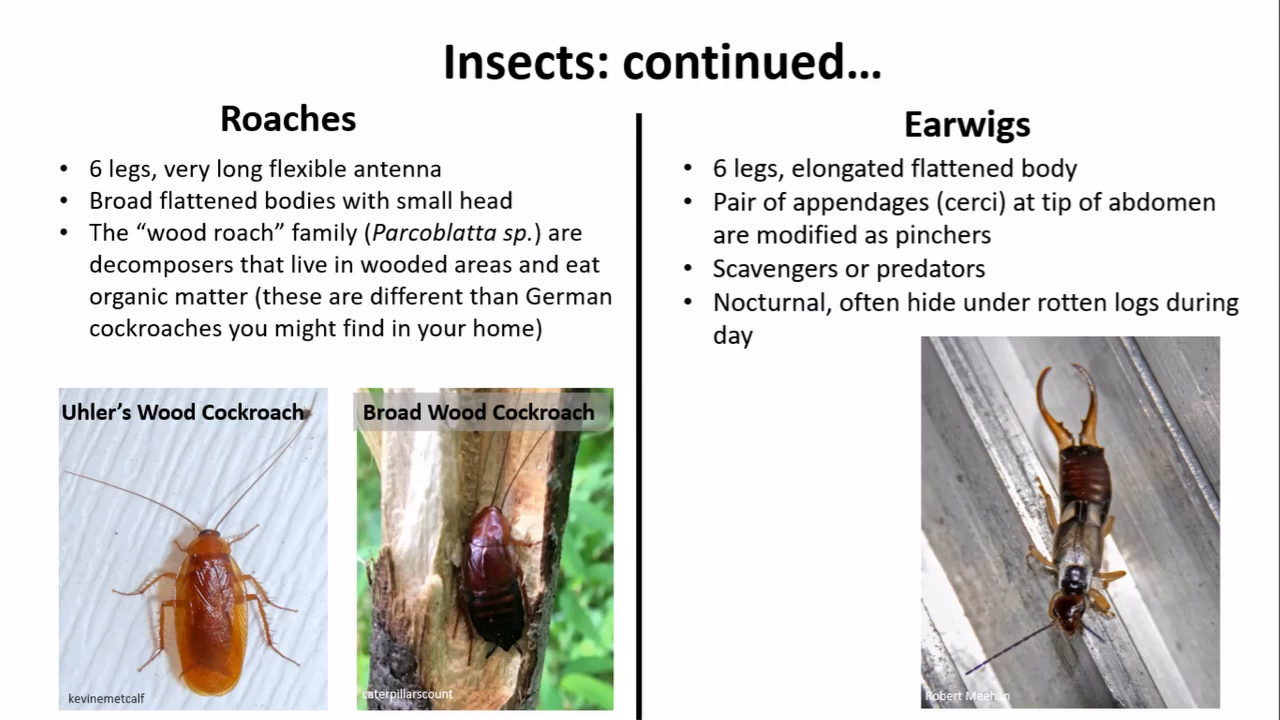 Insects: continued...
Roaches
• 6 legs, very long flexible antenna
• Broad flattened bodies with small head
• The “wood roach” family (Parcoblatta sp.) are
decomposers that live in wooded areas and eat
organic matter (these are different than German
cockroaches you might find in your home)
Uhler’s Wood Cockroach
kevinemetcalf
Broad Wood Cockroach
caterpillarscount
Earwigs
• 6 legs, elongated flattened body
• Pair of appendages (cerci) at tip of abdomen
are modified as pinchers
• Scavengers or predators
• Nocturnal, often hide under rotten logs during
day
Robert Meehan